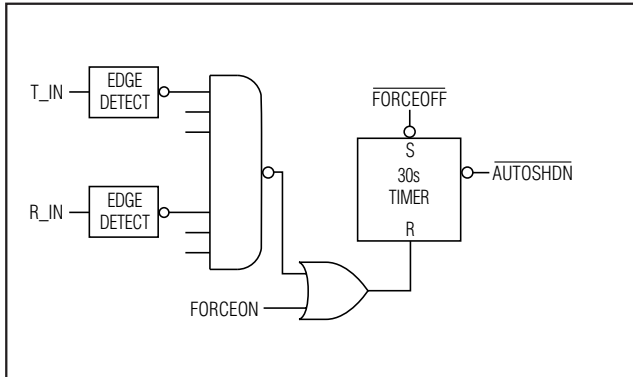 T_IN
EDGE
DETECT
R_IN
EDGE
DETECT
FORCEON
FORCEOFF
S
30s
TIMER
R
AUTOSHDN